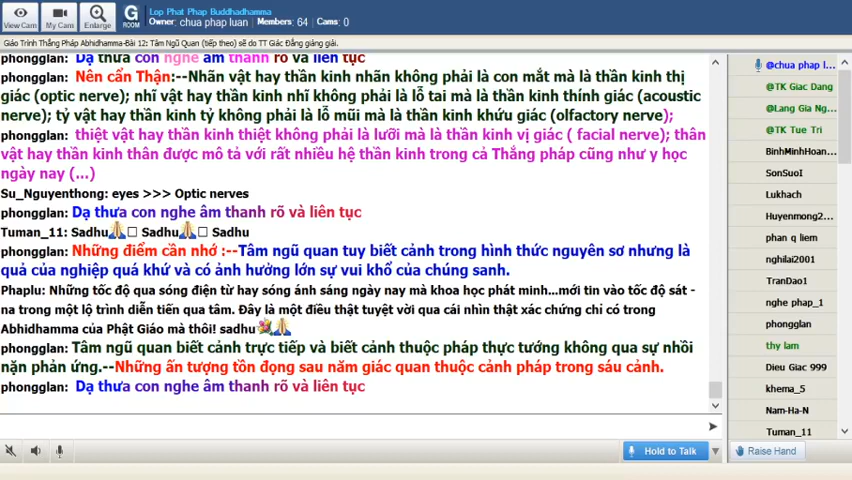 View Cam
My Cam
Enlarge
G
ROOM
Lop Phat Phap Buddhadhamma
Owner: chua phap luan Members: 64 Cams: 0
Giáo Trình Thắng Pháp Abhidhamma-Bài 12: Tâm Ngũ Quan (tiếp theo) sẽ do TT Giác Đẳng giảng giải.
phongglan: Dạ thưa con nghe âm thanh rõ và liên tục
phongglan: Nên cẩn Thận:--Nhãn vật hay thần kinh nhãn không phải là con mắt mà là thần kinh thị
giác (optic nerve); nhĩ vật hay thần kinh nhĩ không phải là lỗ tai mà là thần kinh thính giác (acoustic
nerve); tỷ vật hay thần kinh tỷ không phải là lỗ mũi mà là thần kinh khứu giác (olfactory nerve);
phongglan: thiệt vật hay thần kinh thiệt không phải là lưỡi mà là thần kinh vị giác ( facial nerve); thân
vật hay thần kinh thân được mô tả với rất nhiều hệ thần kinh trong cả Thắng pháp cũng như y học
ngày nay (...)
Su_Nguyenthong: eyes >>> Optic nerves
phongglan: Dạ thưa con nghe âm thanh rõ và liên tục
Tuman_11: Sadhu🙏□ Sadhu🙏□ Sadhu
phongglan: Những điểm cần nhớ :--Tâm ngũ quan tuy biết cảnh trong hình thức nguyên sơ nhưng là
quả của nghiệp quá khứ và có ảnh hưởng lớn sự vui khổ của chúng sanh.
Phaplu: Những tốc độ qua sóng điện từ hay sóng ánh sáng ngày nay mà khoa học phát minh...mới tin vào tốc độ sát -
na trong một lộ trình diễn tiến qua tâm. Đây là một điều thật tuyệt vời qua cái nhìn thật xác chứng chỉ có trong
Abhidhamma của Phật Giáo mà thôi! sadhu💐🙏
phongglan: Tâm ngũ quan biết cảnh trực tiếp và biết cảnh thuộc pháp thực tướng không qua sự nhồi
nặn phản ứng.--Những ấn tượng tồn đọng sau năm giác quan thuộc cảnh pháp trong sáu cảnh.
phongglan: Dạ thưa con nghe âm thanh rõ và liên tục
Hold to Talk
@chua phap l...
@TK Giac Dang
@Lang Gia Ng...
@TK Tue Tri
BinhMinhHoan...
SonSuoI
Lukhach
Huyenmong2...
phan q liem
nghilai2001
TranDao1
nghe phap_1
phongglan
thy lam
Dieu Giac 999
khema_5
Nam-Ha-N
Tuman_11
Raise Hand